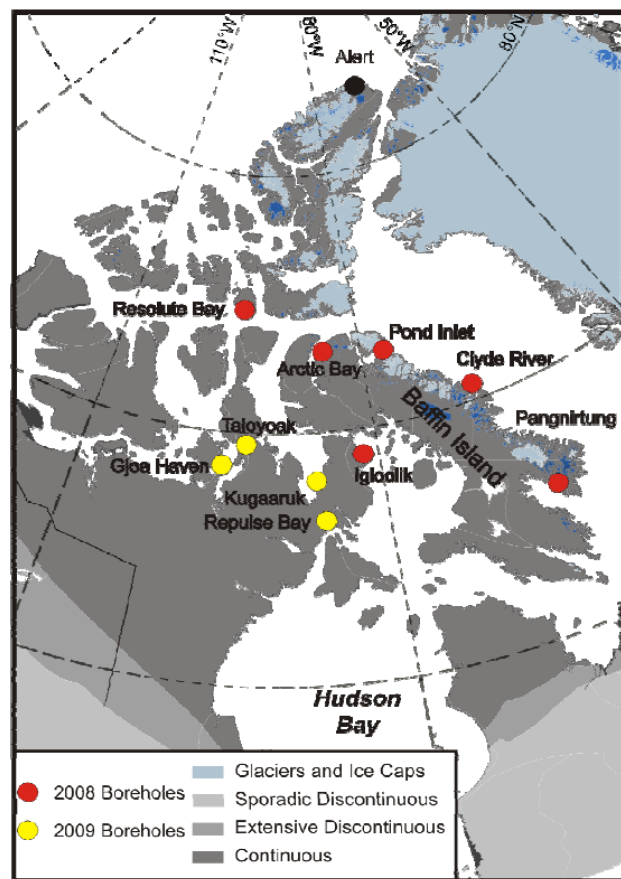 110°W
80°W
50°W
80°N
Alert
Resolute Bay
Pond Inlet
Arctic Bay
Clyde River
Baffin Island
Pangnirtung
Taloyoak
Gjoa Haven
Igloolik
Kugaaruk
Repulse Bay
Hudson
Bay
2008 Boreholes
2009 Boreholes
Glaciers and Ice Caps
Sporadic Discontinuous
Extensive Discontinuous
Continuous